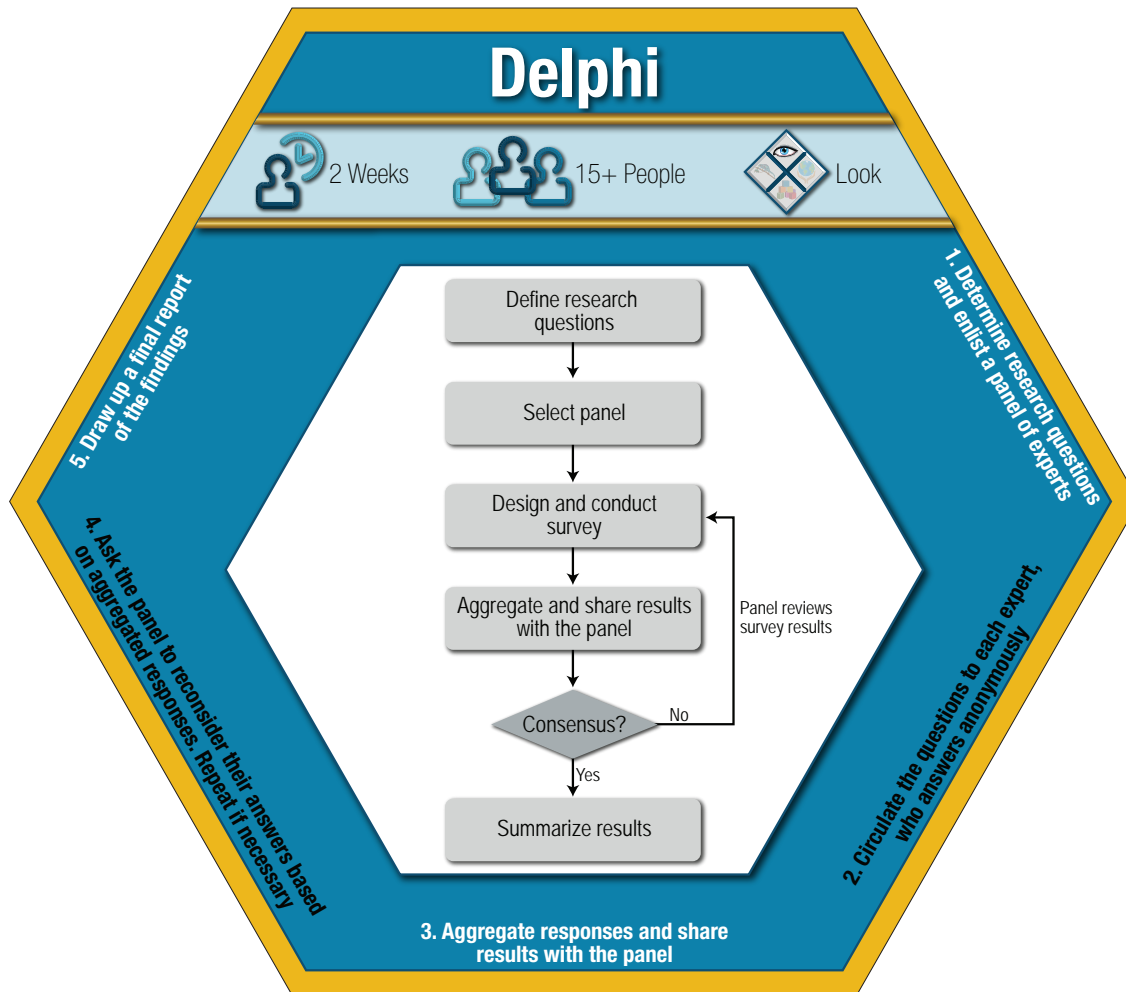 Delphi
2 Weeks
15+ People
Look
1. Determine research questions
and enlist a panel of experts
2. Circulate the questions to each expert,
who answers anonymously
3. Aggregate responses and share
results with the panel
4. Ask the panel to reconsider their answers based
on aggregated responses. Repeat if necessary
5. Draw up a final report
of the findings
Define research
questions
Select panel
Design and conduct
survey
Aggregate and share results
with the panel
Panel reviews
survey results
Consensus?
No
Yes
Summarize results